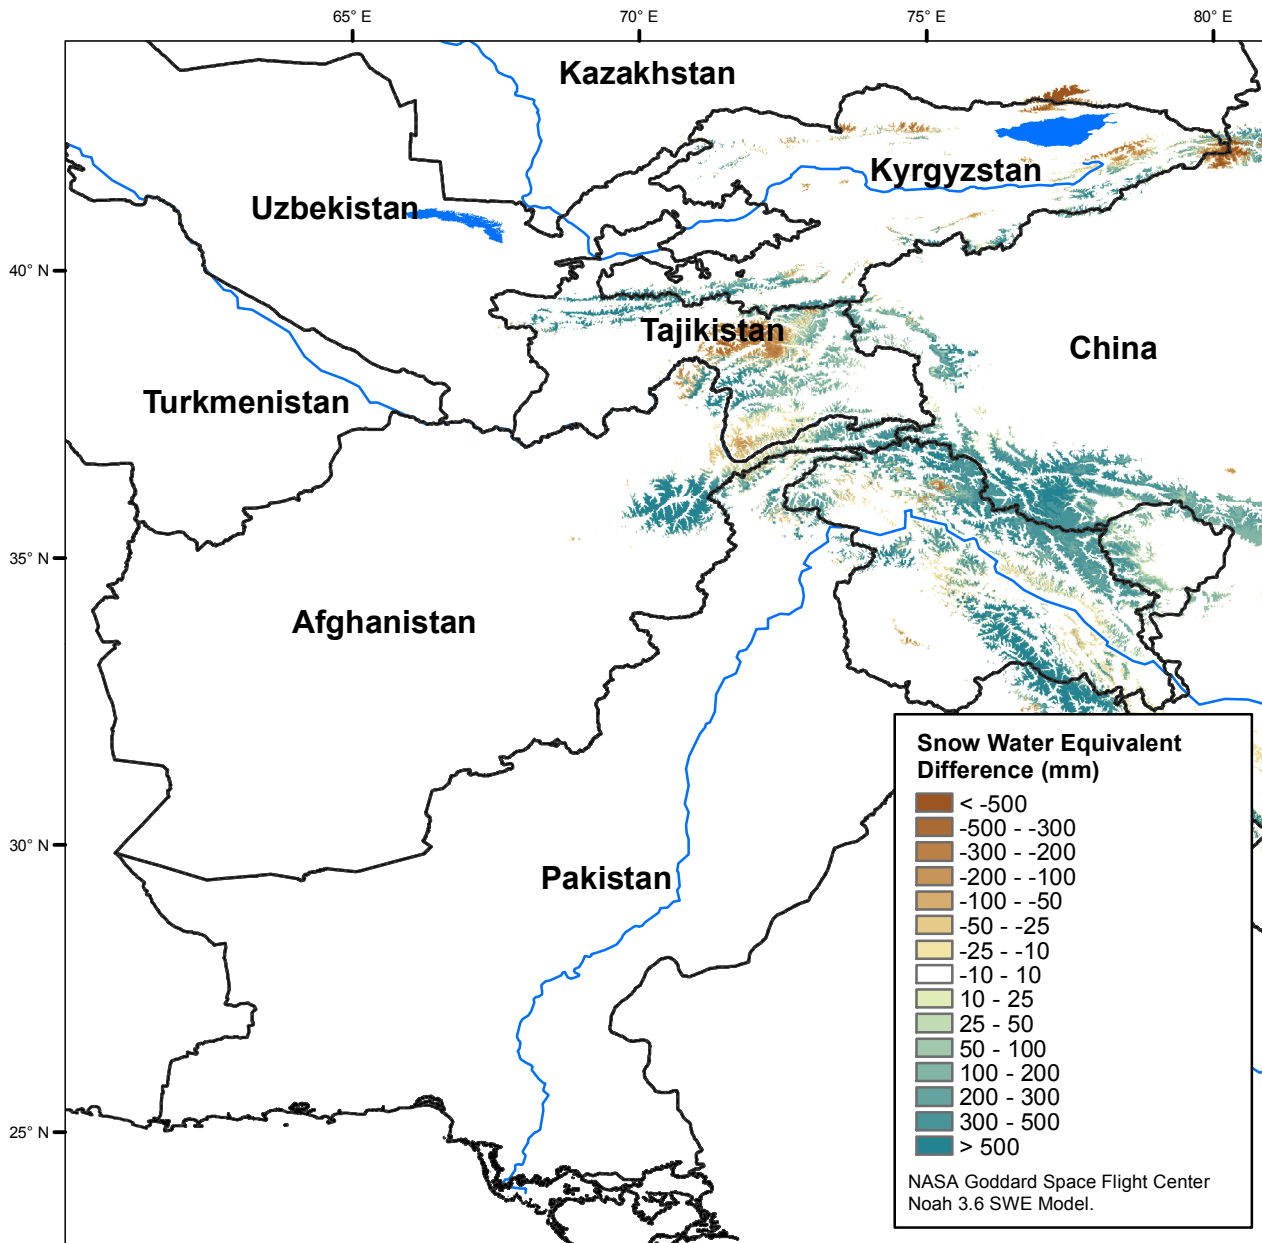 65° E
70° E
75° E
80° E
Kazakhstan
Kyrgyzstan
Uzbekistan
40° N
Tajikistan
China
Turkmenistan
35° N
Afghanistan
30° N
Pakistan
25° N
Snow Water Equivalent
Difference (mm)
< -500
-500 - -300
-300 - -200
-200 - -100
-100 - -50
-50 - -25
-25 - -10
-10 - 10
10 - 25
25 - 50
50 - 100
100 - 200
200 - 300
300 - 500
> 500
NASA Goddard Space Flight Center
Noah 3.6 SWE Model.